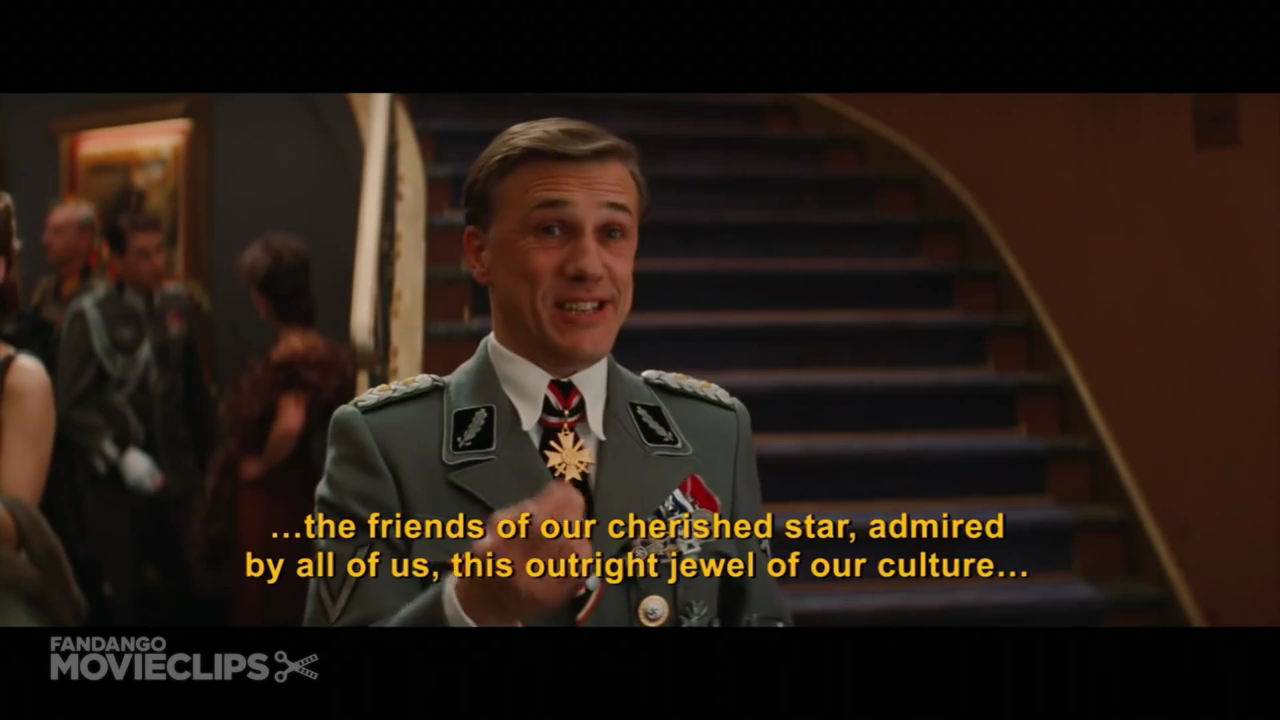 ...the friends of our cherished star, admired
by all of us, this outright jewel of our culture...
FANDANGO
MOVIECLIPS